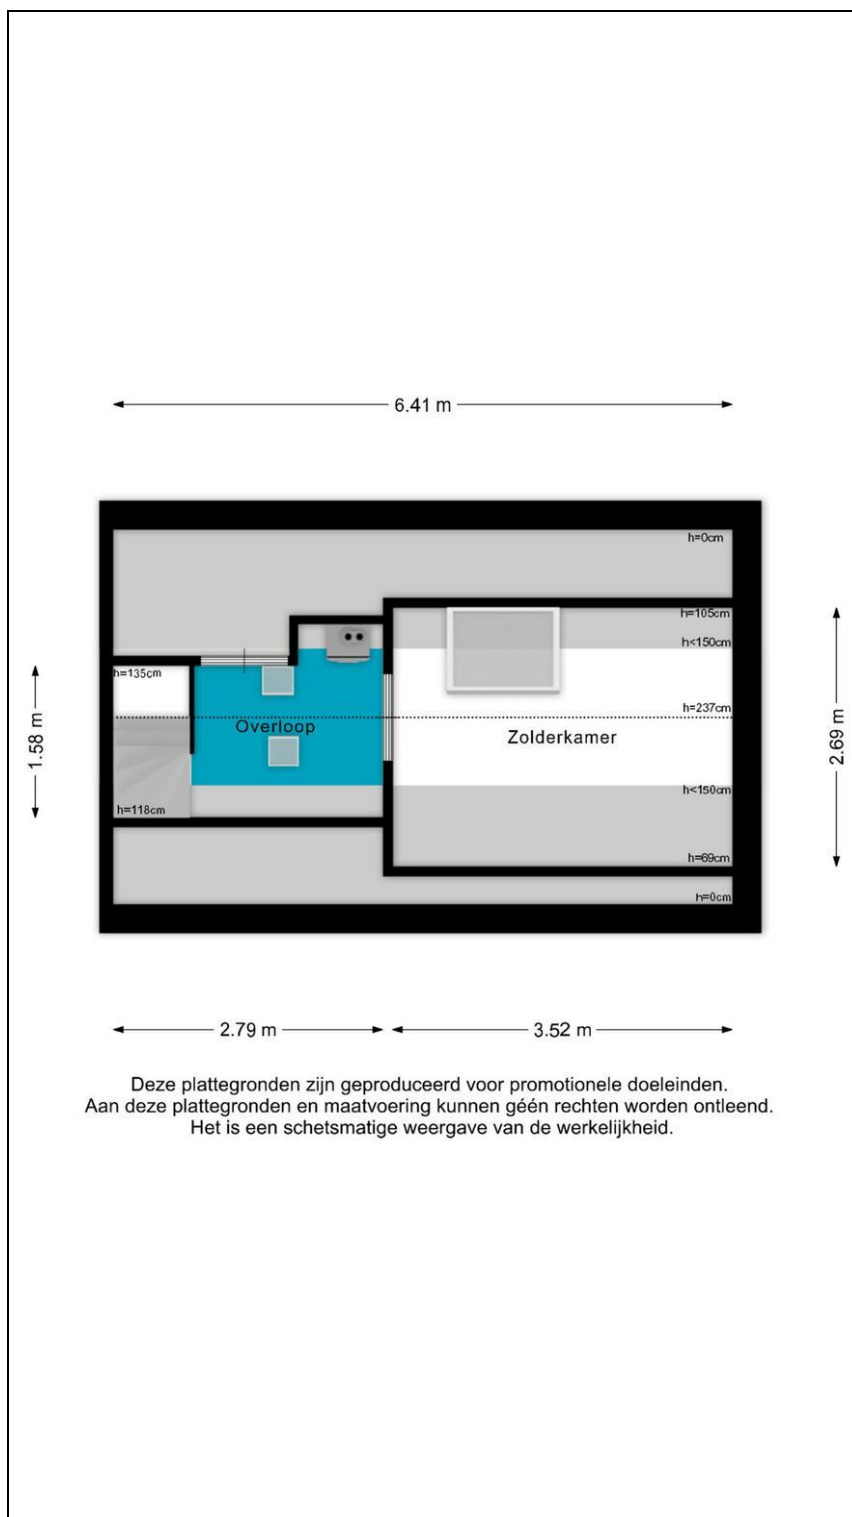 6.41 m
h=0cm
h=105cm
h<150cm
h=135cm
h=237cm
Overloop
Zolderkamer
1.58 m
2.69 m
h<150cm
h=118cm
h=69cm
h=0cm
2.79 m
3.52 m
Deze plattegronden zijn geproduceerd voor promotionele doeleinden.
Aan deze plattegronden en maatvoering kunnen géén rechten worden ontleend.
Het is een schetsmatige weergave van de werkelijkheid.